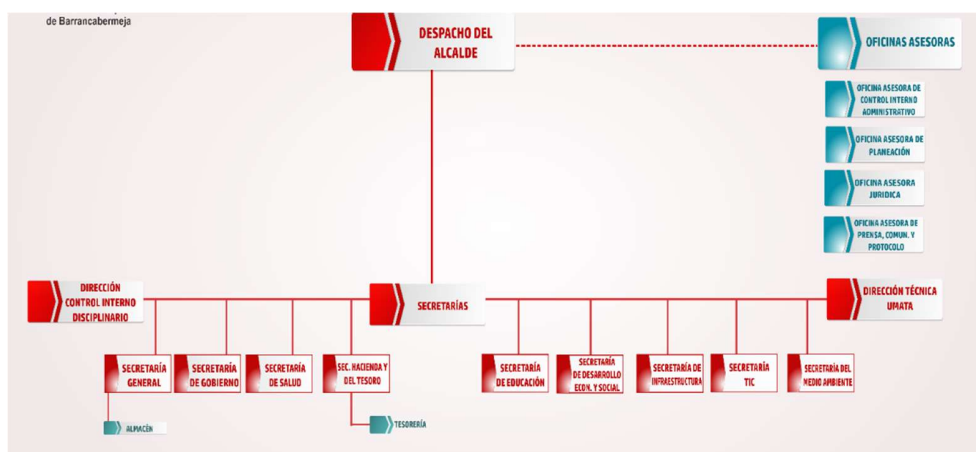 de Barrancabermeja
DESPACHO DEL
ALCALDE
OFICINAS ASESORAS
OFICINA ASESORA DE
CONTROL INTERNO
ADMINISTRATIVO
OFICINA ASESORA DE
PLANEACIÓN
OFICINA ASESORA
JURIDICA
OFICINA ASESORA DE
PRENSA, COMUN. Y
PROTOCOLO
DIRECCIÓN
CONTROL INTERNO
DISCIPLINARIO
SECRETARÍAS
DIRECCIÓN TÉCNICA
UMATA
SECRETARÍA
GENERAL
SECRETARÍA
DE GOBIERNO
SECRETARÍA
DE SALUD
SEC. HACIENDA Y
DEL TESORO
SECRETARÍA
DE EDUCACIÓN
SECRETARÍA
DE DESARROLLO
ECON. Y SOCIAL
SECRETARÍA DE
INFRAESTRUCTURA
SECRETARÍA
TIC
SECRETARÍA DEL
MEDIO AMBIENTE
ALMACÉN
TESORERÍA